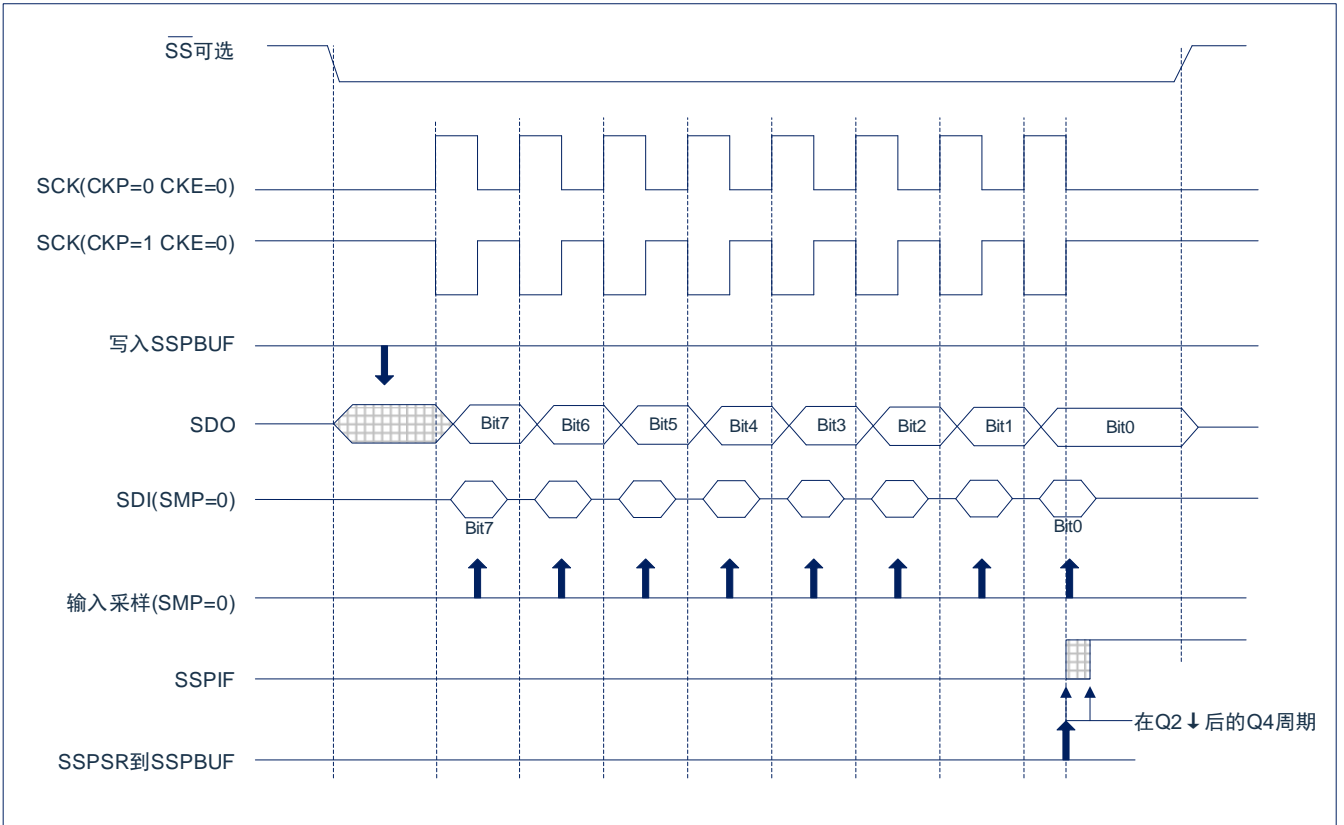 SS可选
SCK(CKP=0 CKE=0)
SCK(CKP=1 CKE=0)
写入SSPBUF
SDO
Bit7
Bit6
Bit5
Bit4
Bit3
Bit2
Bit1
Bit0
SDI(SMP=0)
Bit7
Bit0
输入采样(SMP=0)
SSPIF
在Q2⬇后的Q4周期
SSPSR到SSPBUF